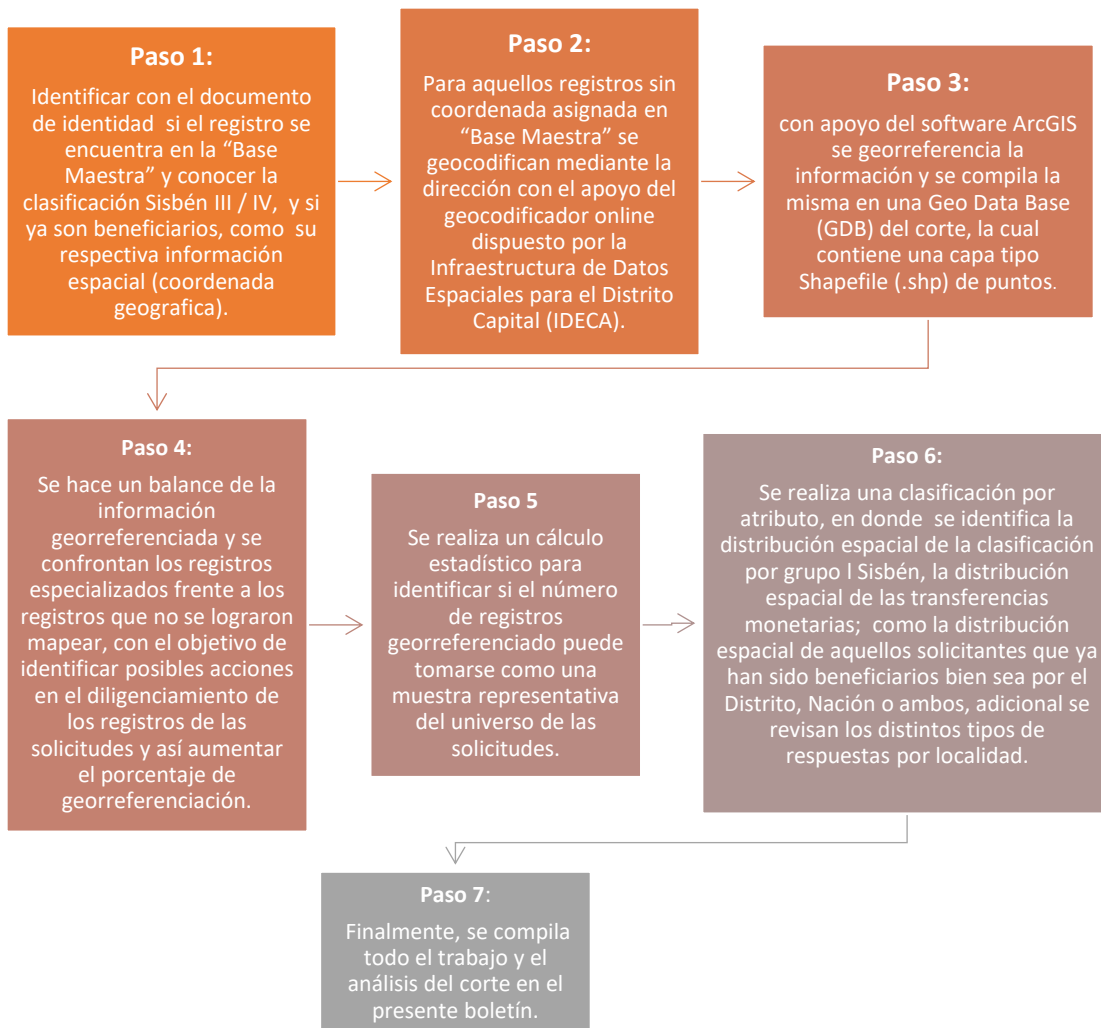 Paso 1:
Identificar con el documento
de identidad si el registro se
encuentra en la “Base
Maestra” y conocer la
clasificación Sisbén III / IV, y si
ya son beneficiarios, como su
respectiva información
espacial (coordenada
geografica).
Paso 2:
Para aquellos registros sin
coordenada asignada en
“Base Maestra” se
geocodifican mediante la
dirección con el apoyo del
geocodificador online
dispuesto por la
Infraestructura de Datos
Espaciales para el Distrito
Capital (IDECA).
Paso 3:
con apoyo del software ArcGIS
se georreferencia la
información y se compila la
misma en una Geo Data Base
(GDB) del corte, la cual
contiene una capa tipo
Shapefile (.shp) de puntos.
Paso 4:
Se hace un balance de la
información
georreferenciada y se
confrontan los registros
especializados frente a los
registros que no se lograron
mapear, con el objetivo de
identificar posibles acciones
en el diligenciamiento de
los registros de las
solicitudes y así aumentar
el porcentaje de
georreferenciación.
Paso 5
Se realiza un cálculo
estadístico para
identificar si el número
de registros
georreferenciado puede
tomarse como una
muestra representativa
del universo de las
solicitudes.
Paso 6:
Se realiza una clasificación por
atributo, en donde se identifica la
distribución espacial de la clasificación
por grupo l Sisbén, la distribución
espacial de las transferencias
monetarias; como la distribución
espacial de aquellos solicitantes que ya
han sido beneficiarios bien sea por el
Distrito, Nación o ambos, adicional se
revisan los distintos tipos de
respuestas por localidad.
Paso 7:
Finalmente, se compila
todo el trabajo y el
análisis del corte en el
presente boletín.